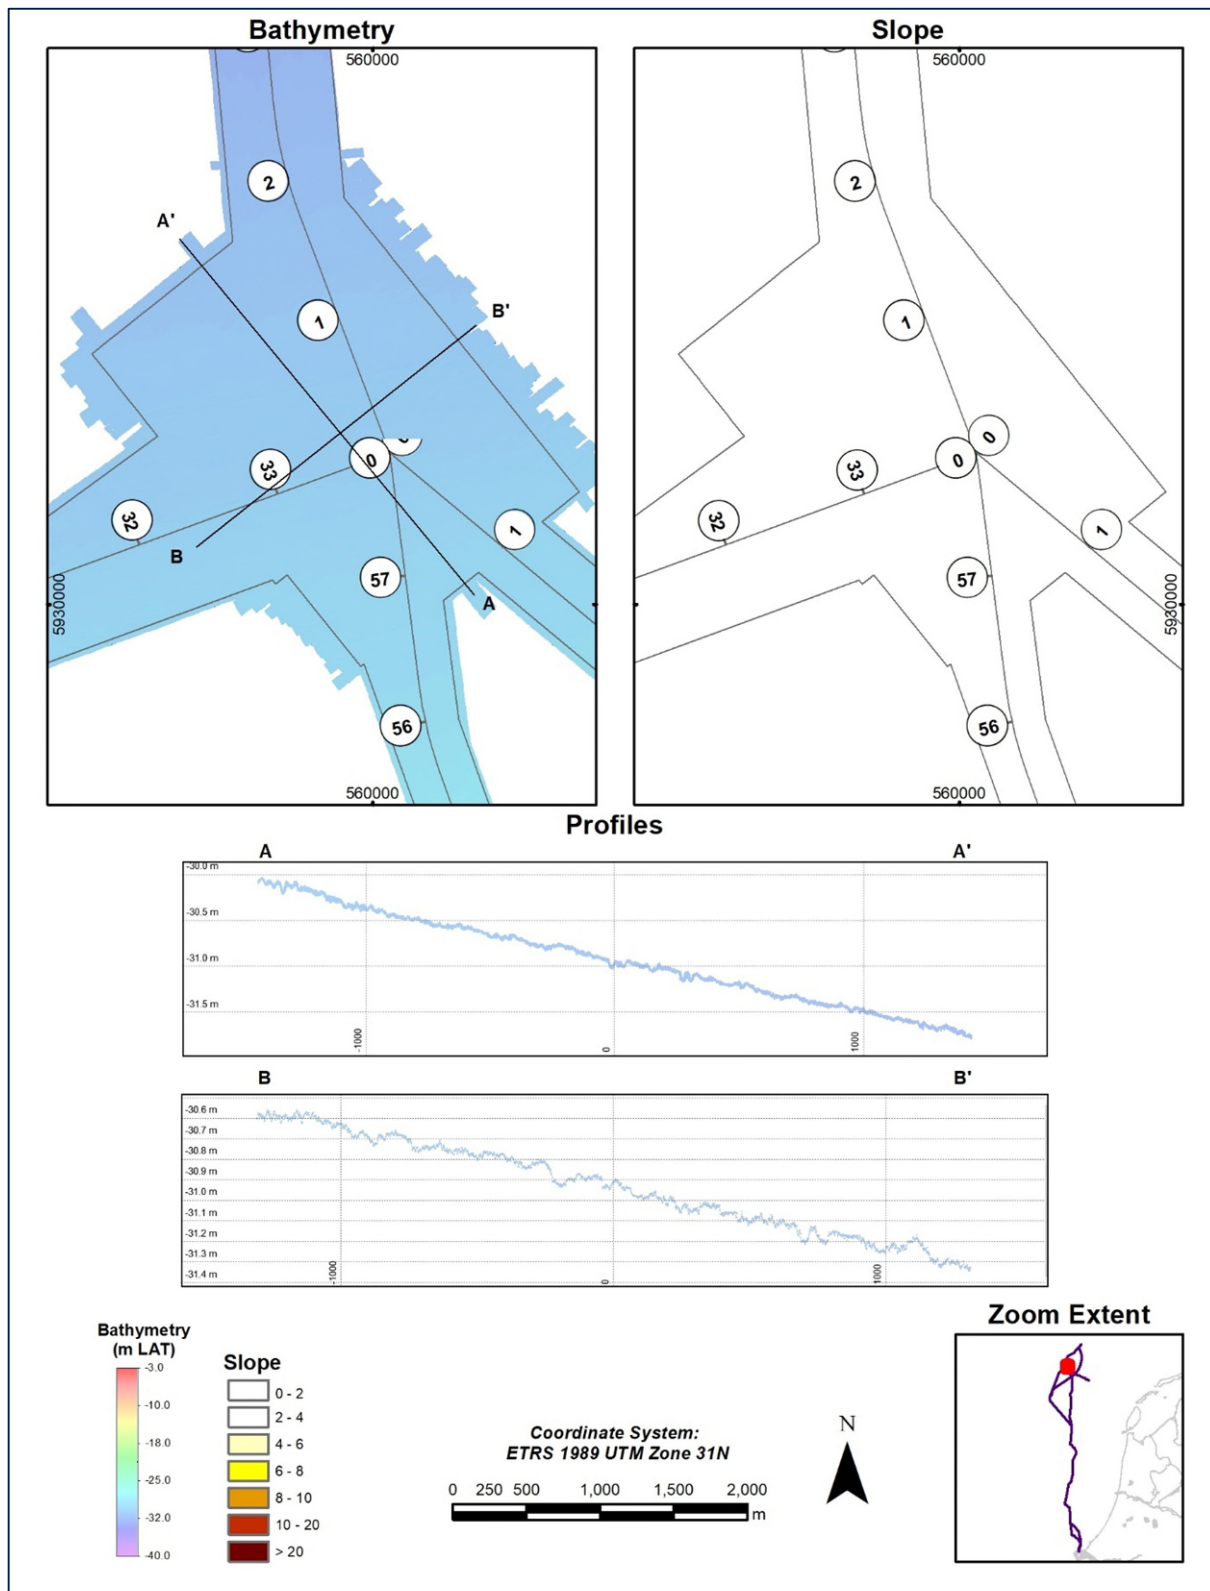 Bathymetry
Slope
560000
560000
2
2
A'
B'
1
1
0
0
0
33
33
32
32
1
1
B
57
57
A
5930000
5930000
56
56
560000
560000
Profiles
A
A'
-30.0 m
-30.5 m
-31.0 m
-31.5 m
-1000
0
1000
B
B'
-30.6 m
-30.7 m
-30.8 m
-30.9 m
-31.0 m
-31.1 m
-31.2 m
-31.3 m
-31.4 m
-1000
0
1000
Bathymetry
(m LAT)
-3.0
-10.0
-18.0
-25.0
-32.0
-40.0
Slope
0 - 2
2 - 4
4 - 6
6 - 8
8 - 10
10 - 20
> 20
Coordinate System:
ETRS 1989 UTM Zone 31N
0 250 500 1,000 1,500 2,000
m
N
Zoom Extent